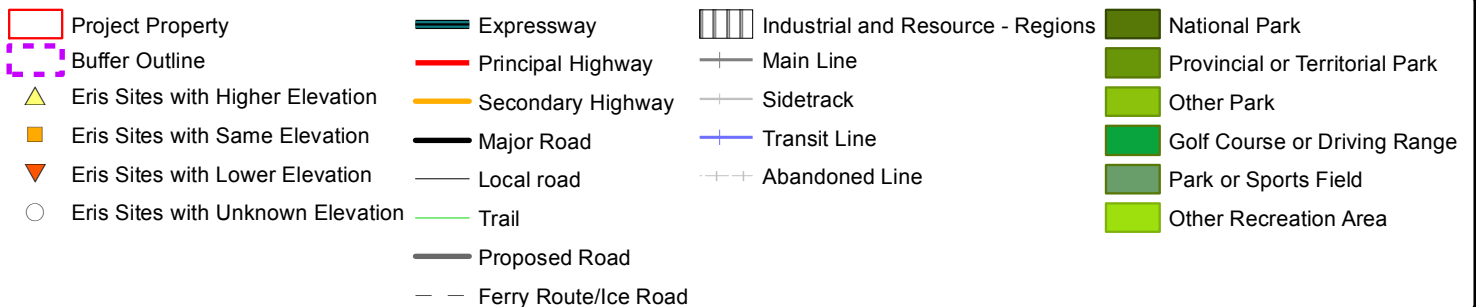 Project Property
Buffer Outline
Eris Sites with Higher Elevation
Eris Sites with Same Elevation
Eris Sites with Lower Elevation
Eris Sites with Unknown Elevation
Expressway
Principal Highway
Secondary Highway
Major Road
Local road
Trail
Proposed Road
Ferry Route/Ice Road
Industrial and Resource - Regions
Main Line
Sidetrack
Transit Line
Abandoned Line
National Park
Provincial or Territorial Park
Other Park
Golf Course or Driving Range
Park or Sports Field
Other Recreation Area